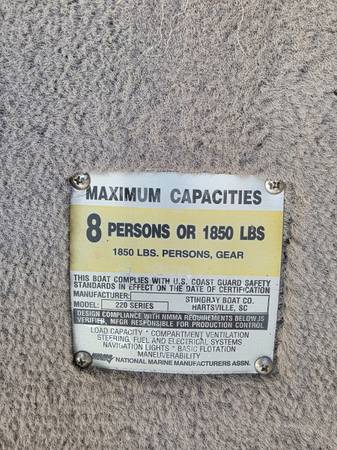 MAXIMUM CAPACITIES
8 PERSONS OR 1850 LBS
1850 LBS. PERSONS, GEAR
THIS BOAT COMPLIES WITH U.S. COAST GUARD SAFETY
STANDARDS IN EFFECT ON THE DATE OF CERTIFICATION
MANUFACTURER: STINGRAY BOAT CO.
MODEL: 220 SERIES HARTSVILLE, SC
DESIGN COMPLIANCE WITH NMMA REQUIREMENTS BELOW IS
VERIFIED. MFGR RESPONSIBLE FOR PRODUCTION CONTROL
LOAD CAPACITY * COMPARTMENT VENTILATION
STEERING, FUEL AND ELECTRICAL SYSTEMS
NAVIGATION LIGHTS * BASIC FLOTATION
MANEUVERABILITY
NATIONAL MARINE MANUFACTURERS ASSN.